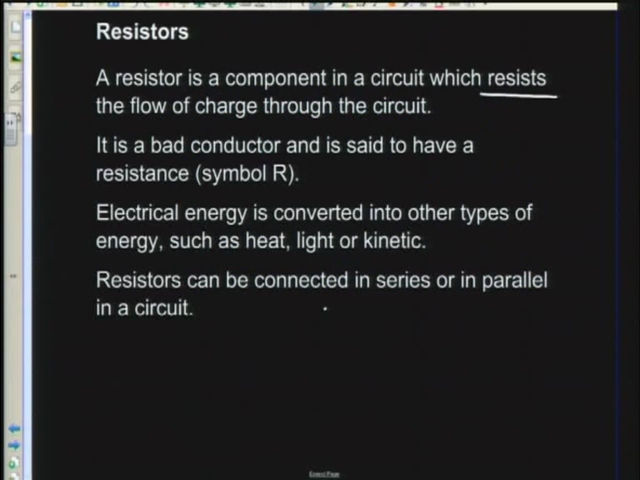 Resistors
A resistor is a component in a circuit which resists
the flow of charge through the circuit.
It is a bad conductor and is said to have a
resistance (symbol R).
Electrical energy is converted into other types of
energy, such as heat, light or kinetic.
Resistors can be connected in series or in parallel
in a circuit.
Extend Page